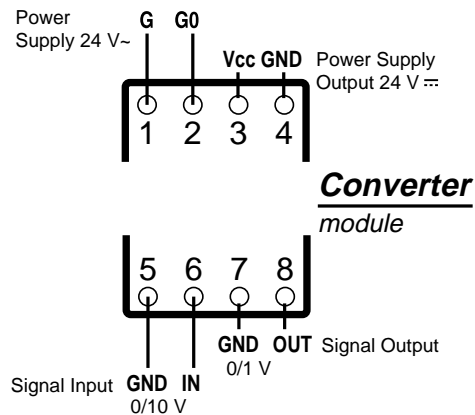 Power Supply 24 V~
G G0
Vcc GND
Power Supply Output 24 V ⎓
1 2 3 4
Converter
module
5 6 7 8
GND OUT Signal Output
0/1 V
Signal Input GND IN
0/10 V